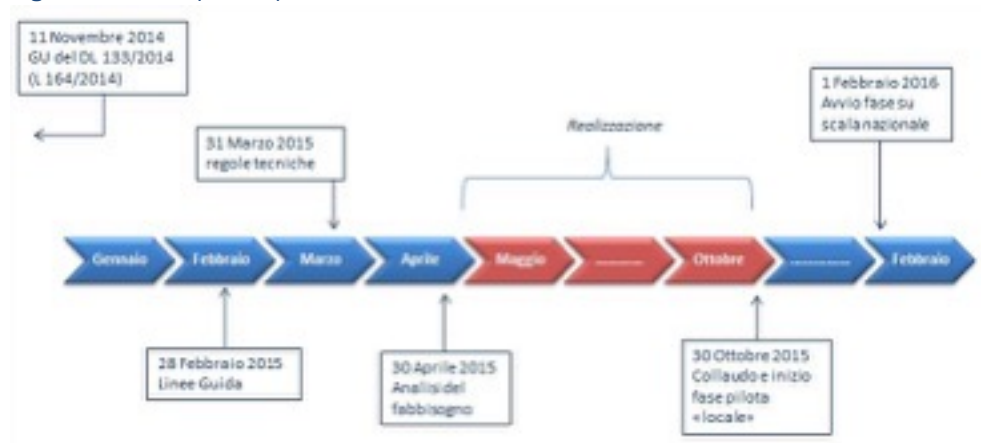 11 Novembre 2014
GU del DL 133/2014
(L 164/2014)
31 Marzo 2015
regole tecniche
Realizzazione
1 Febbraio 2016
Avvio fase su
scala nazionale
Gennaio
Febbraio
Marzo
Aprile
Maggio
Ottobre
Febbraio
28 Febbraio 2015
Linee Guida
30 Aprile 2015
Analisi del
fabbisogno
30 Ottobre 2015
Collaudo e inizio
fase pilota
«locale»